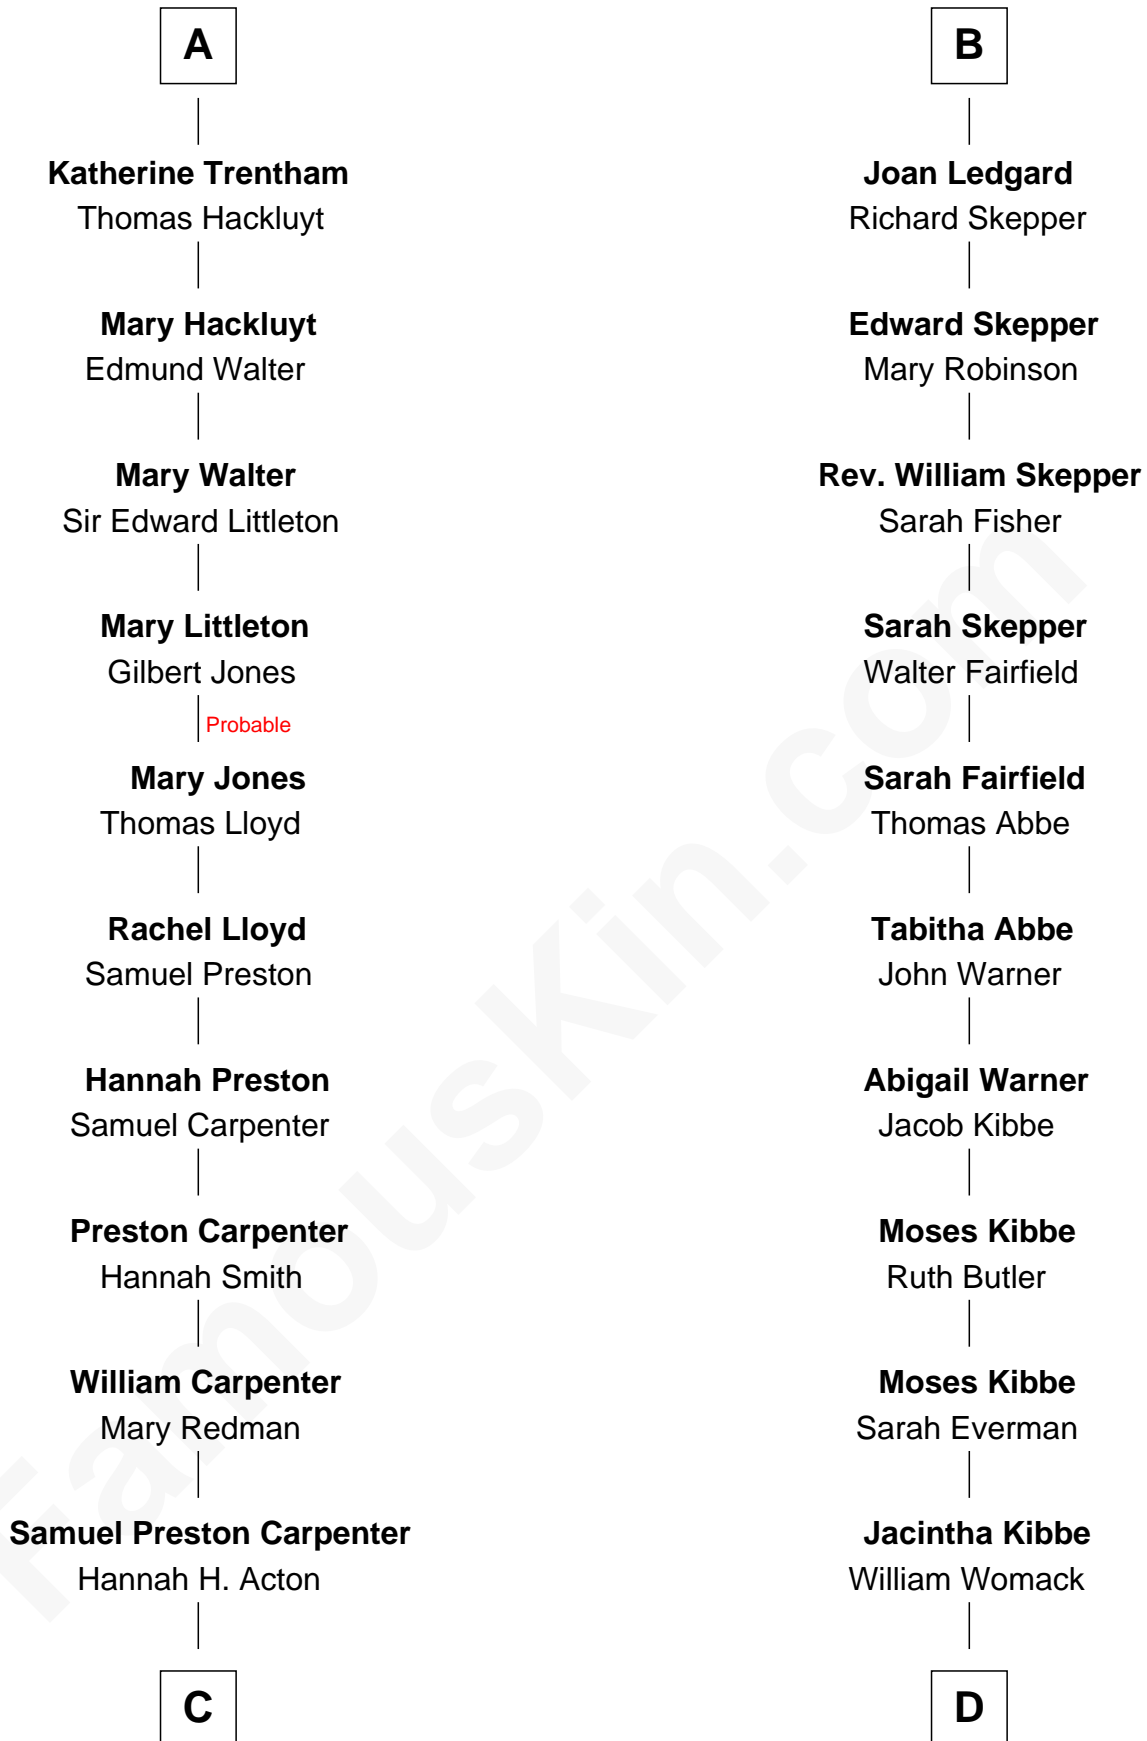 A
Katherine Trentham
Thomas Hackluyt
Mary Hackluyt
Edmund Walter
Mary Walter
Sir Edward Littleton
Mary Littleton
Gilbert Jones
Probable
Mary Jones
Thomas Lloyd
Rachel Lloyd
Samuel Preston
Hannah Preston
Samuel Carpenter
Preston Carpenter
Hannah Smith
William Carpenter
Mary Redman
Samuel Preston Carpenter
Hannah H. Acton
C
B
Joan Ledgard
Richard Skepper
Edward Skepper
Mary Robinson
Rev. William Skepper
Sarah Fisher
Sarah Skepper
Walter Fairfield
Sarah Fairfield
Thomas Abbe
Tabitha Abbe
John Warner
Abigail Warner
Jacob Kibbe
Moses Kibbe
Ruth Butler
Moses Kibbe
Sarah Everman
Jacintha Kibbe
William Womack
D
FamousKin.com